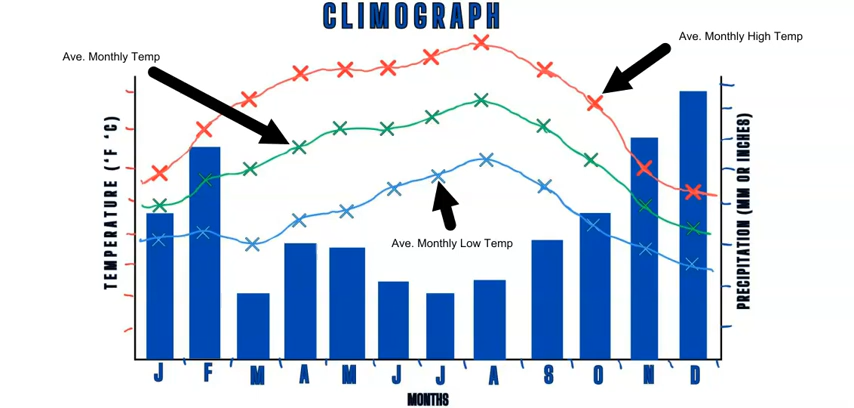 CLIMOGRAPH
Ave. Monthly Temp
Ave. Monthly High Temp
TEMPERATURE (°F °C)
PRECIPITATION (MM OR INCHES)
Ave. Monthly Low Temp
J F M A M J J A S O N D
MONTHS